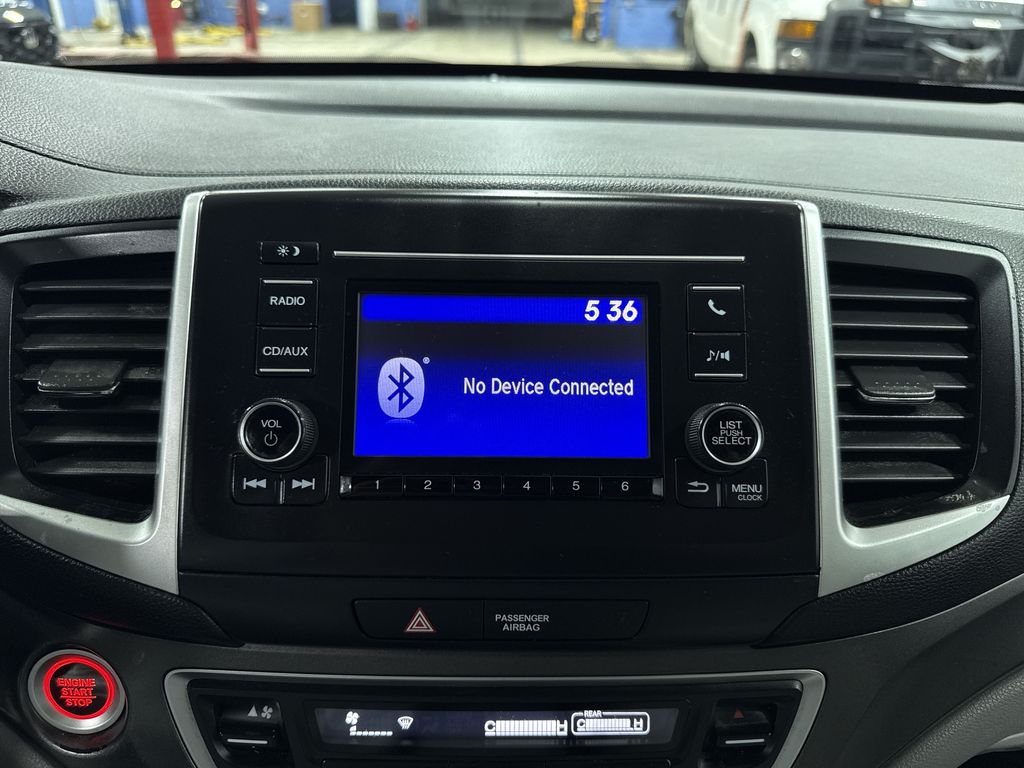 RADIO
CD/AUX
VOL
5 36
®
No Device Connected
LIST
PUSH
SELECT
1 2 3 4 5 6
MENU
CLOCK
PASSENGER
AIRBAG
ENGINE
START
STOP
C H
REAR
C H